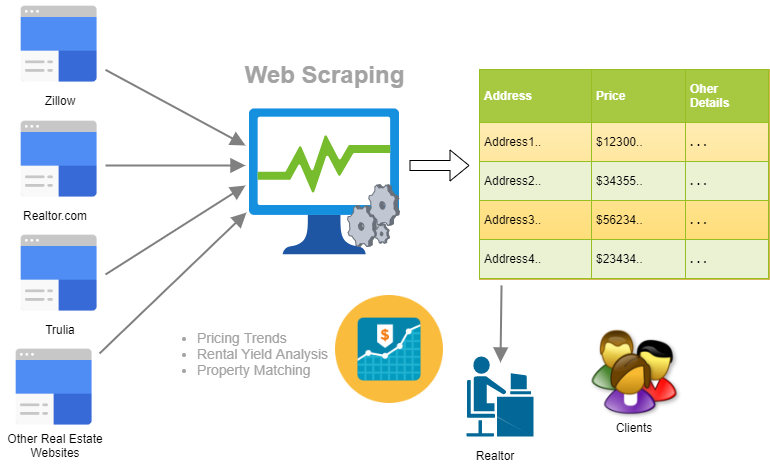 Web Scraping
Zillow
Realtor.com
Trulia
Other Real Estate
Websites
Address Price Oher
Details
Address1.. $12300.. . . .
Address2.. $34355.. . . .
Address3.. $56234.. . . .
Address4.. $23434.. . . .
• Pricing Trends
• Rental Yield Analysis
• Property Matching
$
Realtor
Clients